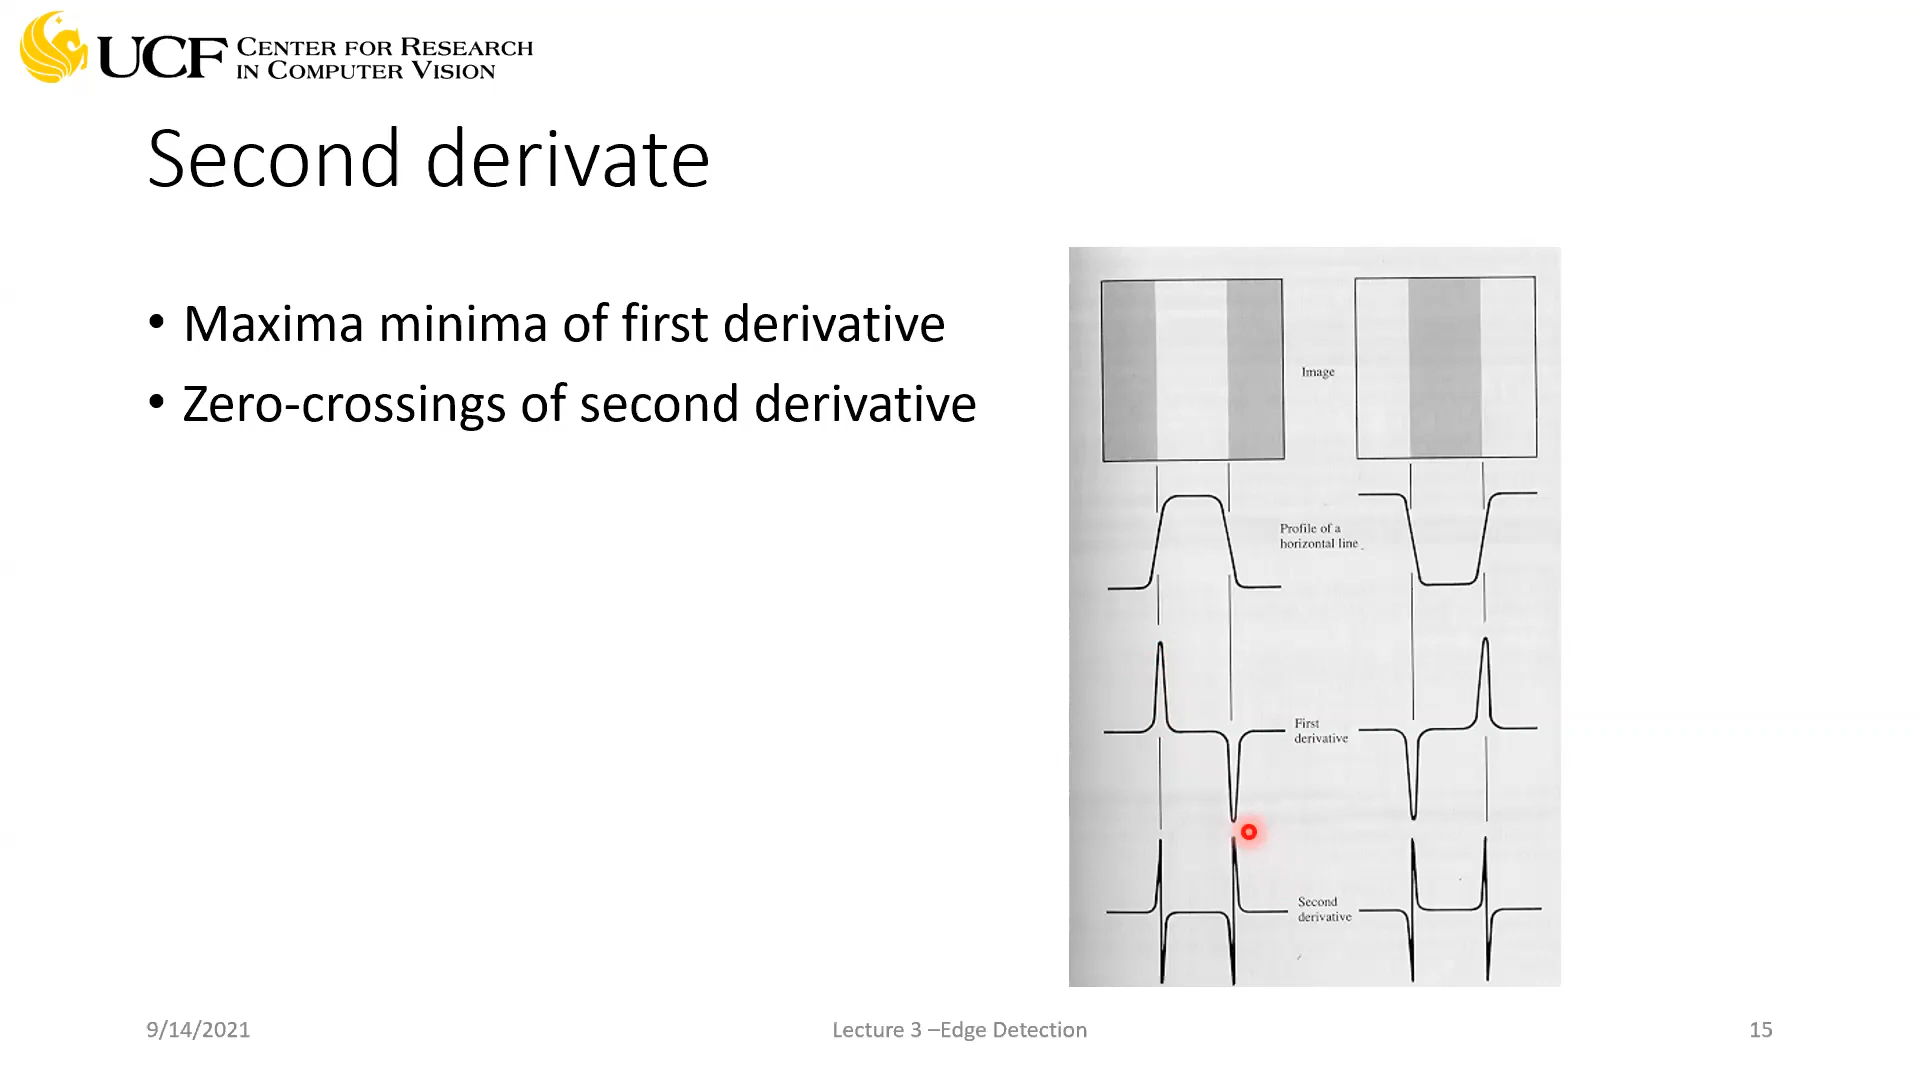 UCF CENTER FOR RESEARCH
IN COMPUTER VISION
Second derivate
• Maxima minima of first derivative
• Zero-crossings of second derivative
Image
Profile of a
horizontal line
First
derivative
Second
derivative
9/14/2021
Lecture 3 –Edge Detection
15